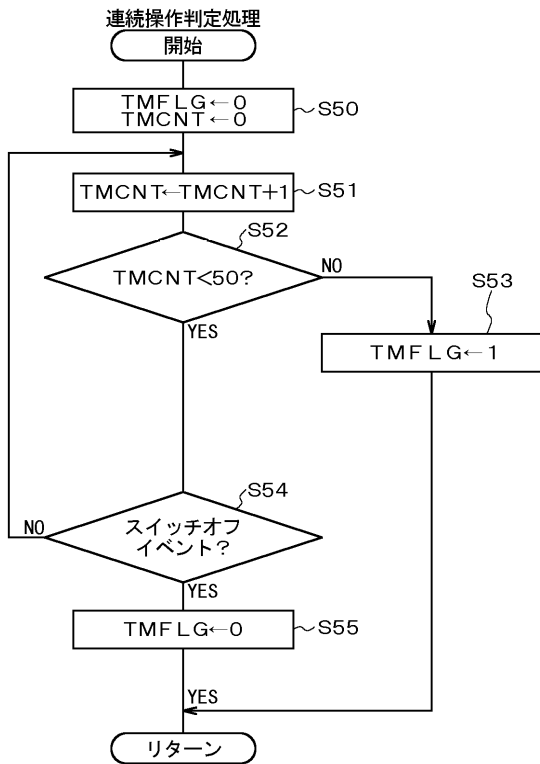 連続操作判定処理
開始
TMFLG←0
TMCNT←0
S50
TMCNT←TMCNT+1
S51
S52
TMCNT<50?
NO
YES
S53
TMFLG←1
S54
スイッチオフ
イベント?
NO
YES
TMFLG←0
S55
YES
リターン